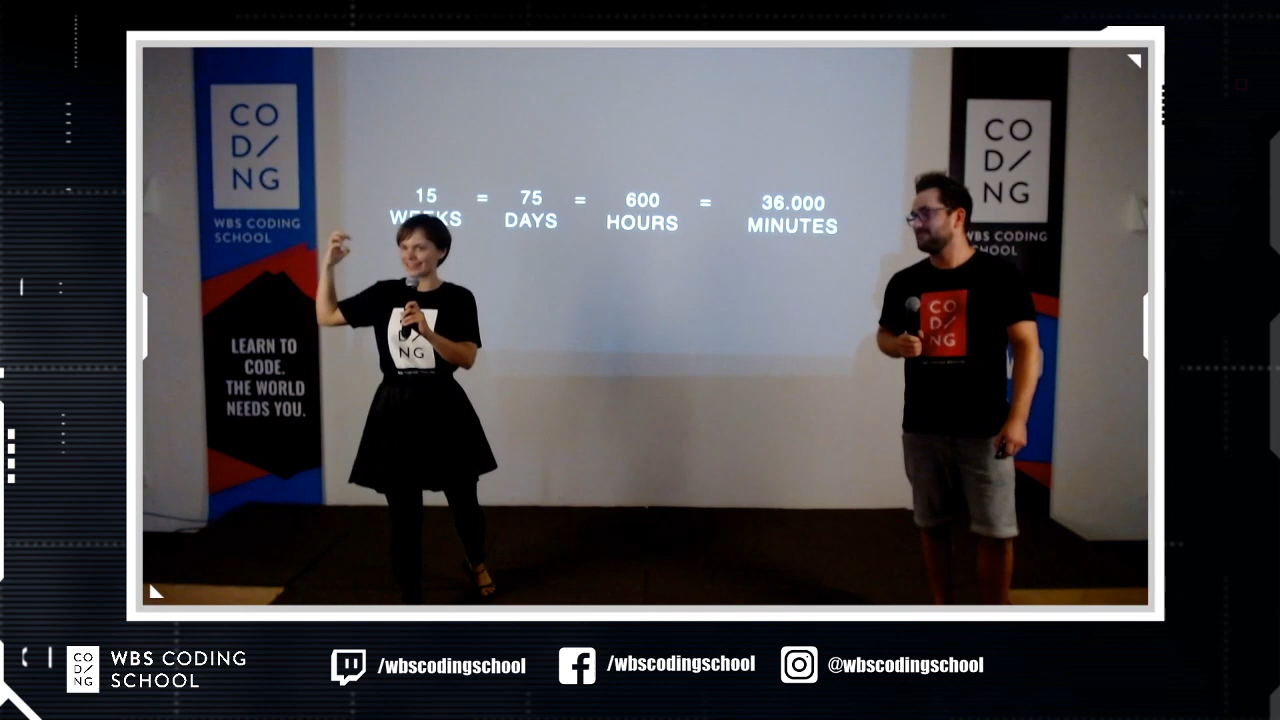 CO
D/
NG
WBS CODING
SCHOOL
LEARN TO
CODE.
THE WORLD
NEEDS YOU.
15 = 75 = 600 = 36.000
WEEKS DAYS HOURS MINUTES
CO
D/
NG
WBS CODING
SCHOOL
D/
NG
CO
D/
NG
CO
D/
NG
WBS CODING
SCHOOL
/wbscodingschool
/wbscodingschool
@wbscodingschool